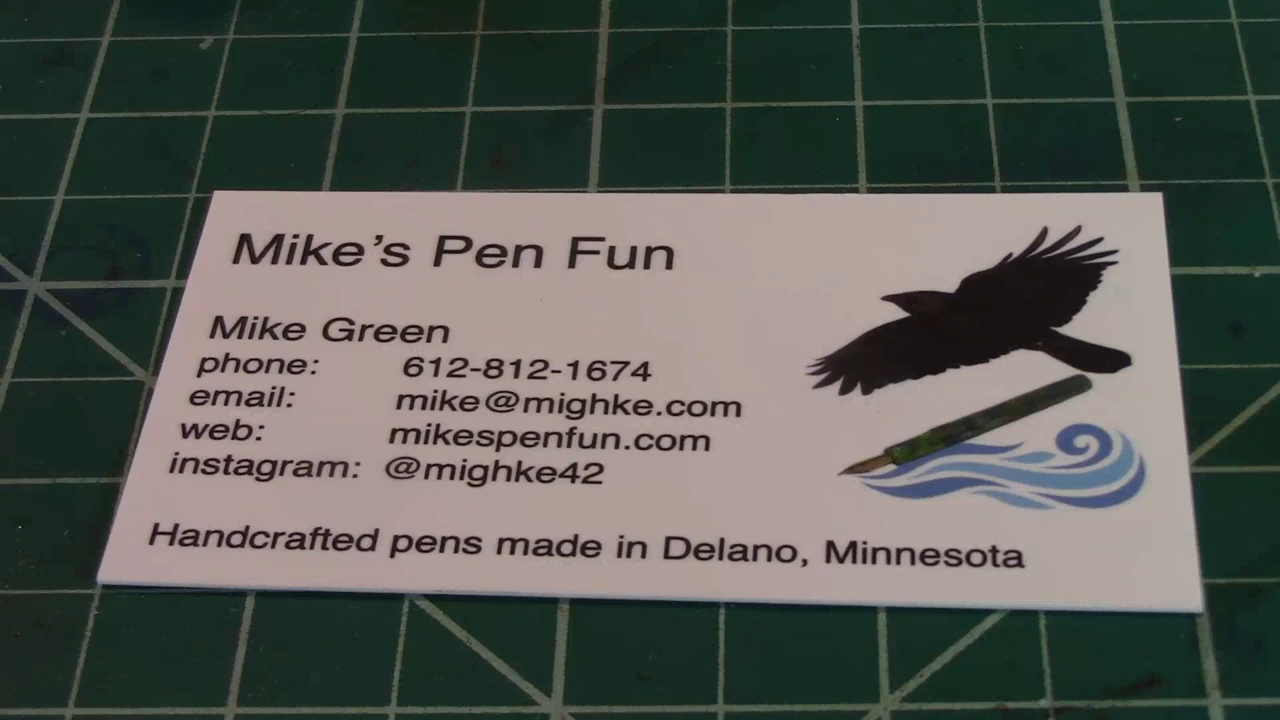 Mike's Pen Fun
Mike Green
phone: 612-812-1674
email: mike@mighke.com
web: mikespenfun.com
instagram: @mighke42
Handcrafted pens made in Delano, Minnesota